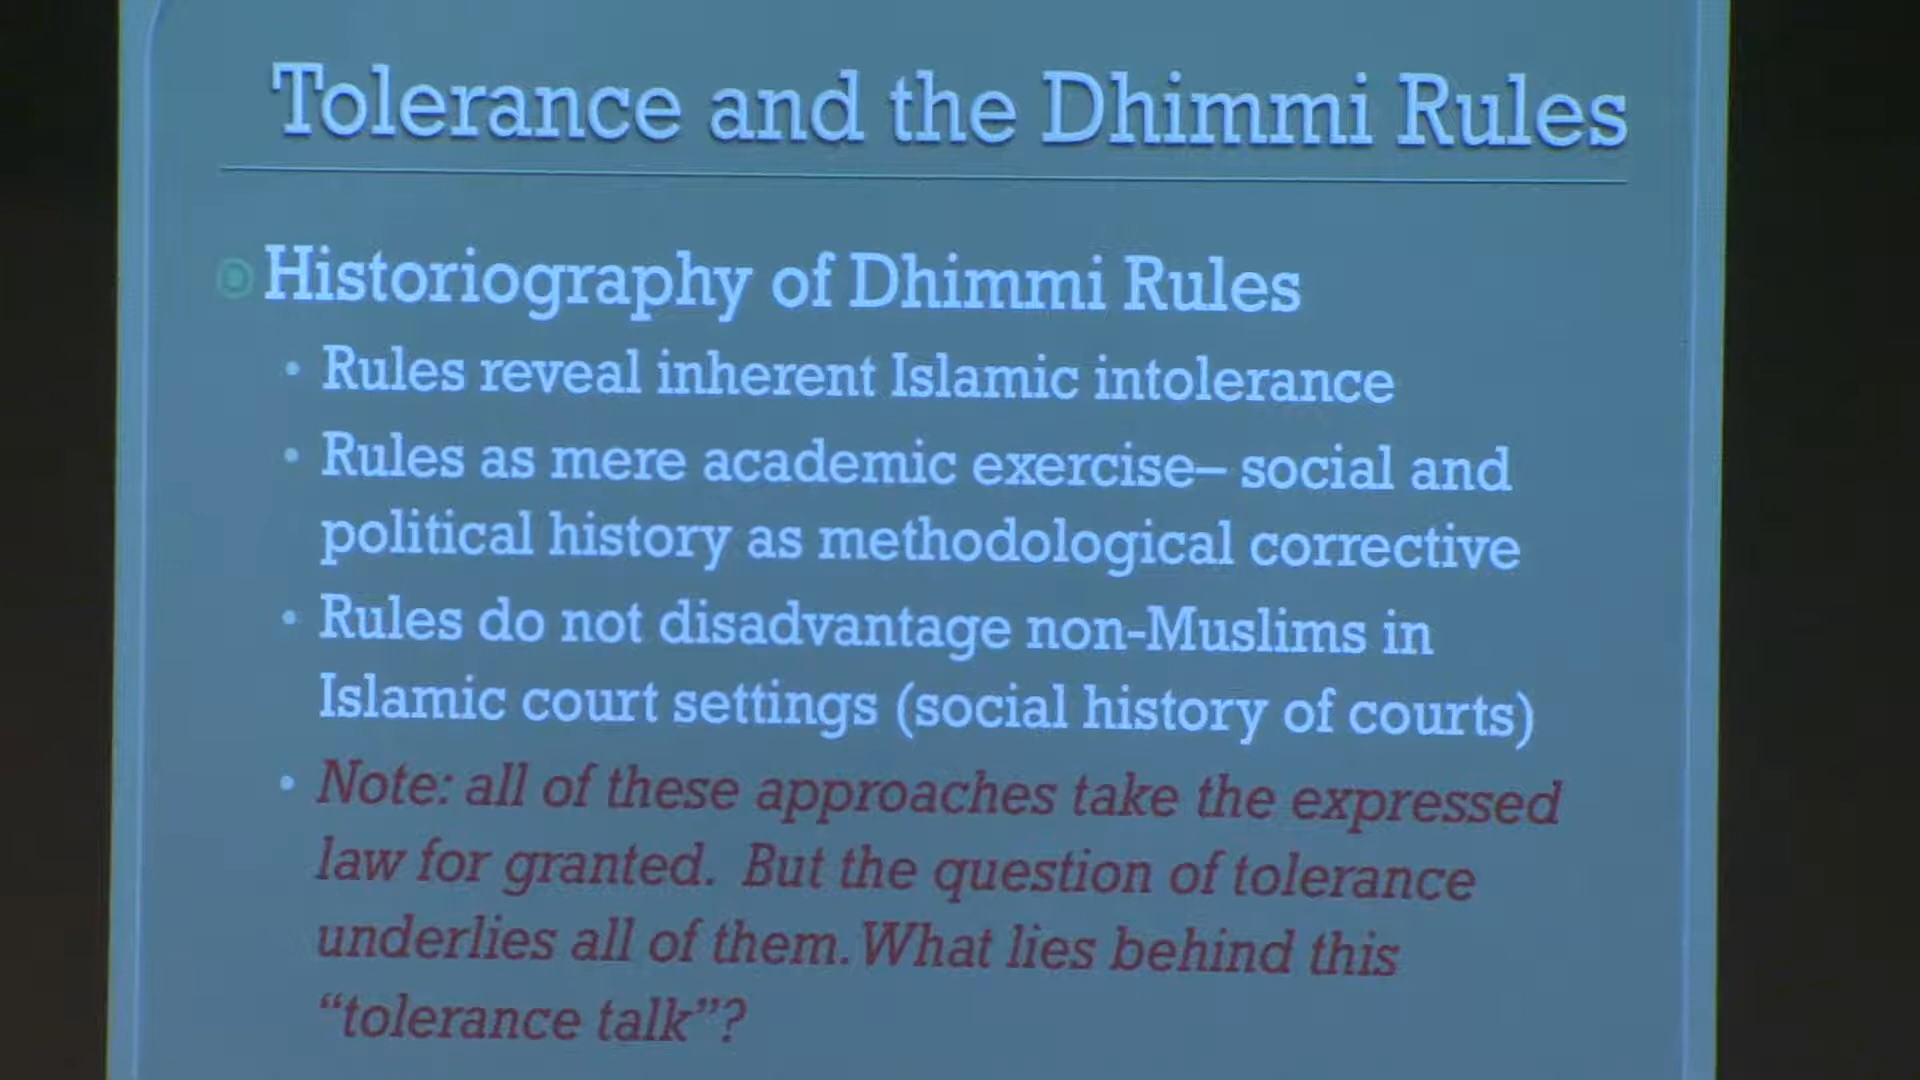 Tolerance and the Dhimmi Rules
Historiography of Dhimmi Rules
• Rules reveal inherent Islamic intolerance
• Rules as mere academic exercise– social and
political history as methodological corrective
• Rules do not disadvantage non-Muslims in
Islamic court settings (social history of courts)
• Note: all of these approaches take the expressed
law for granted. But the question of tolerance
underlies all of them. What lies behind this
“tolerance talk”?